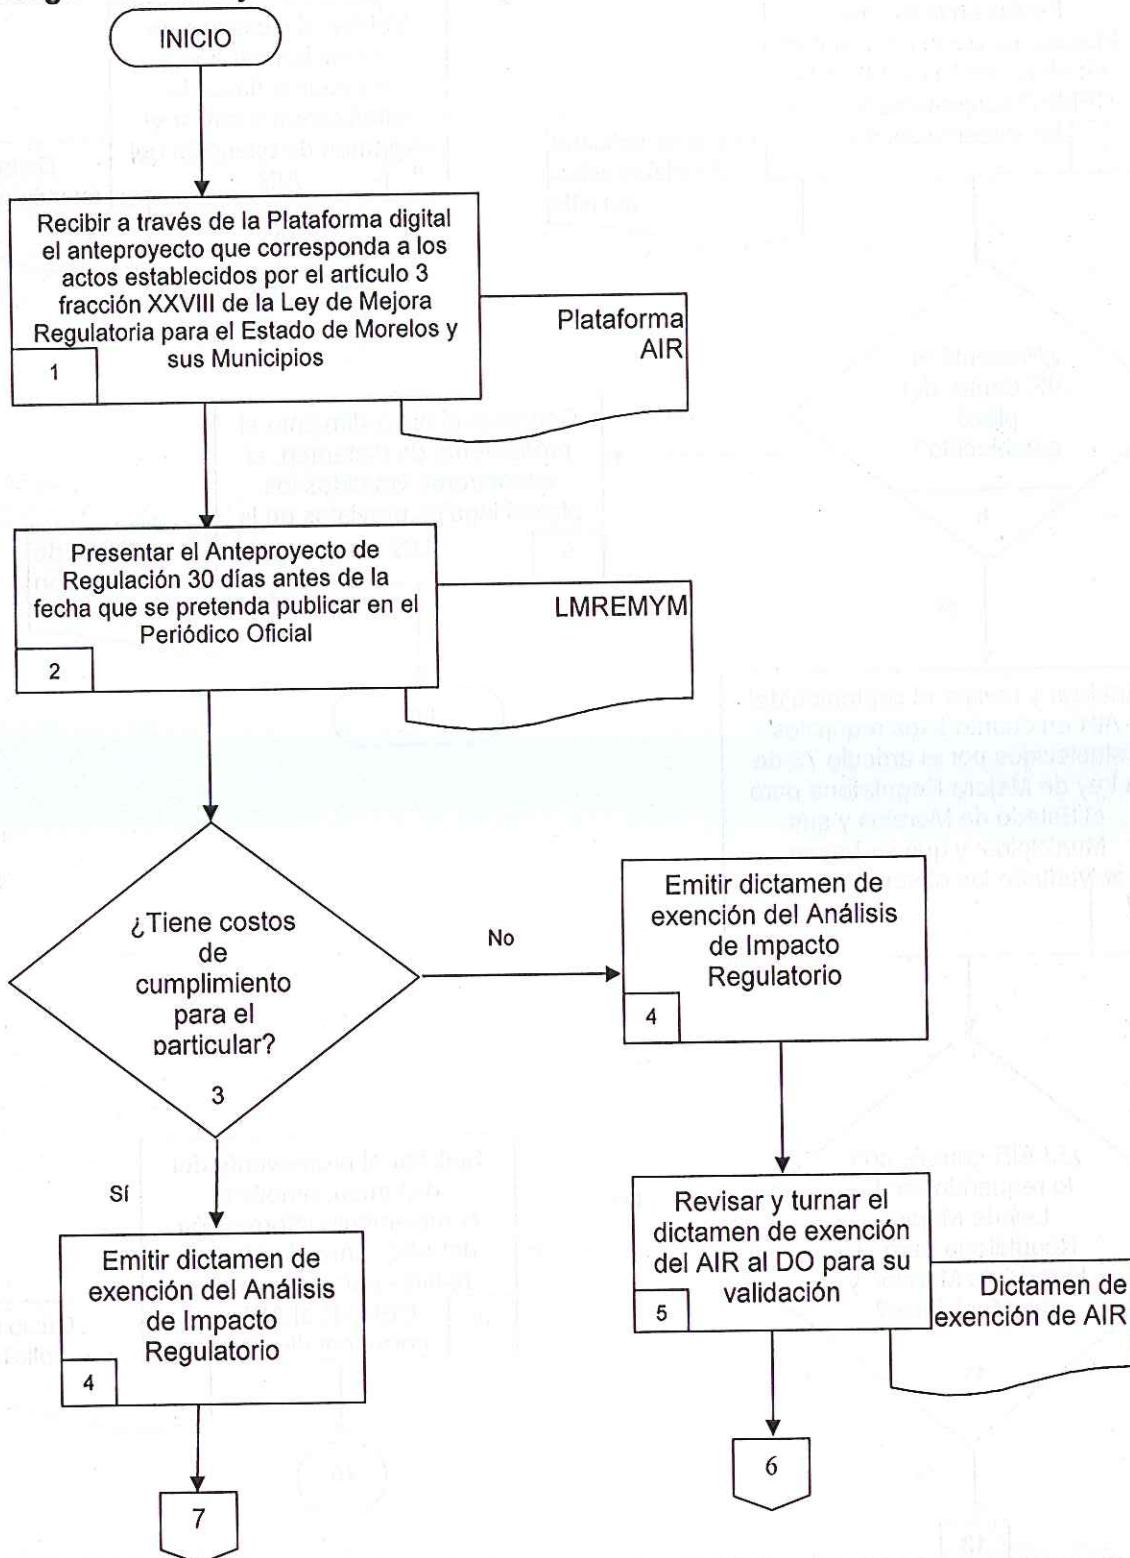 INICIO
Recibir a través de la Plataforma digital
el anteproyecto que corresponda a los
actos establecidos por el artículo 3
fracción XXVIII de la Ley de Mejora
Regulatoria para el Estado de Morelos y
sus Municipios
1
Plataforma
AIR
Presentar el Anteproyecto de
Regulación 30 días antes de la
fecha que se pretenda publicar en el
Periódico Oficial
2
LMREMYM
¿Tiene costos
de
cumplimiento
para el
particular?
3
No
Emitir dictamen de
exención del Análisis
de Impacto
Regulatorio
4
Sí
Emitir dictamen de
exención del Análisis
de Impacto
Regulatorio
4
Revisar y turnar el
dictamen de exención
del AIR al DO para su
validación
5
Dictamen de
exención de AIR
6
7